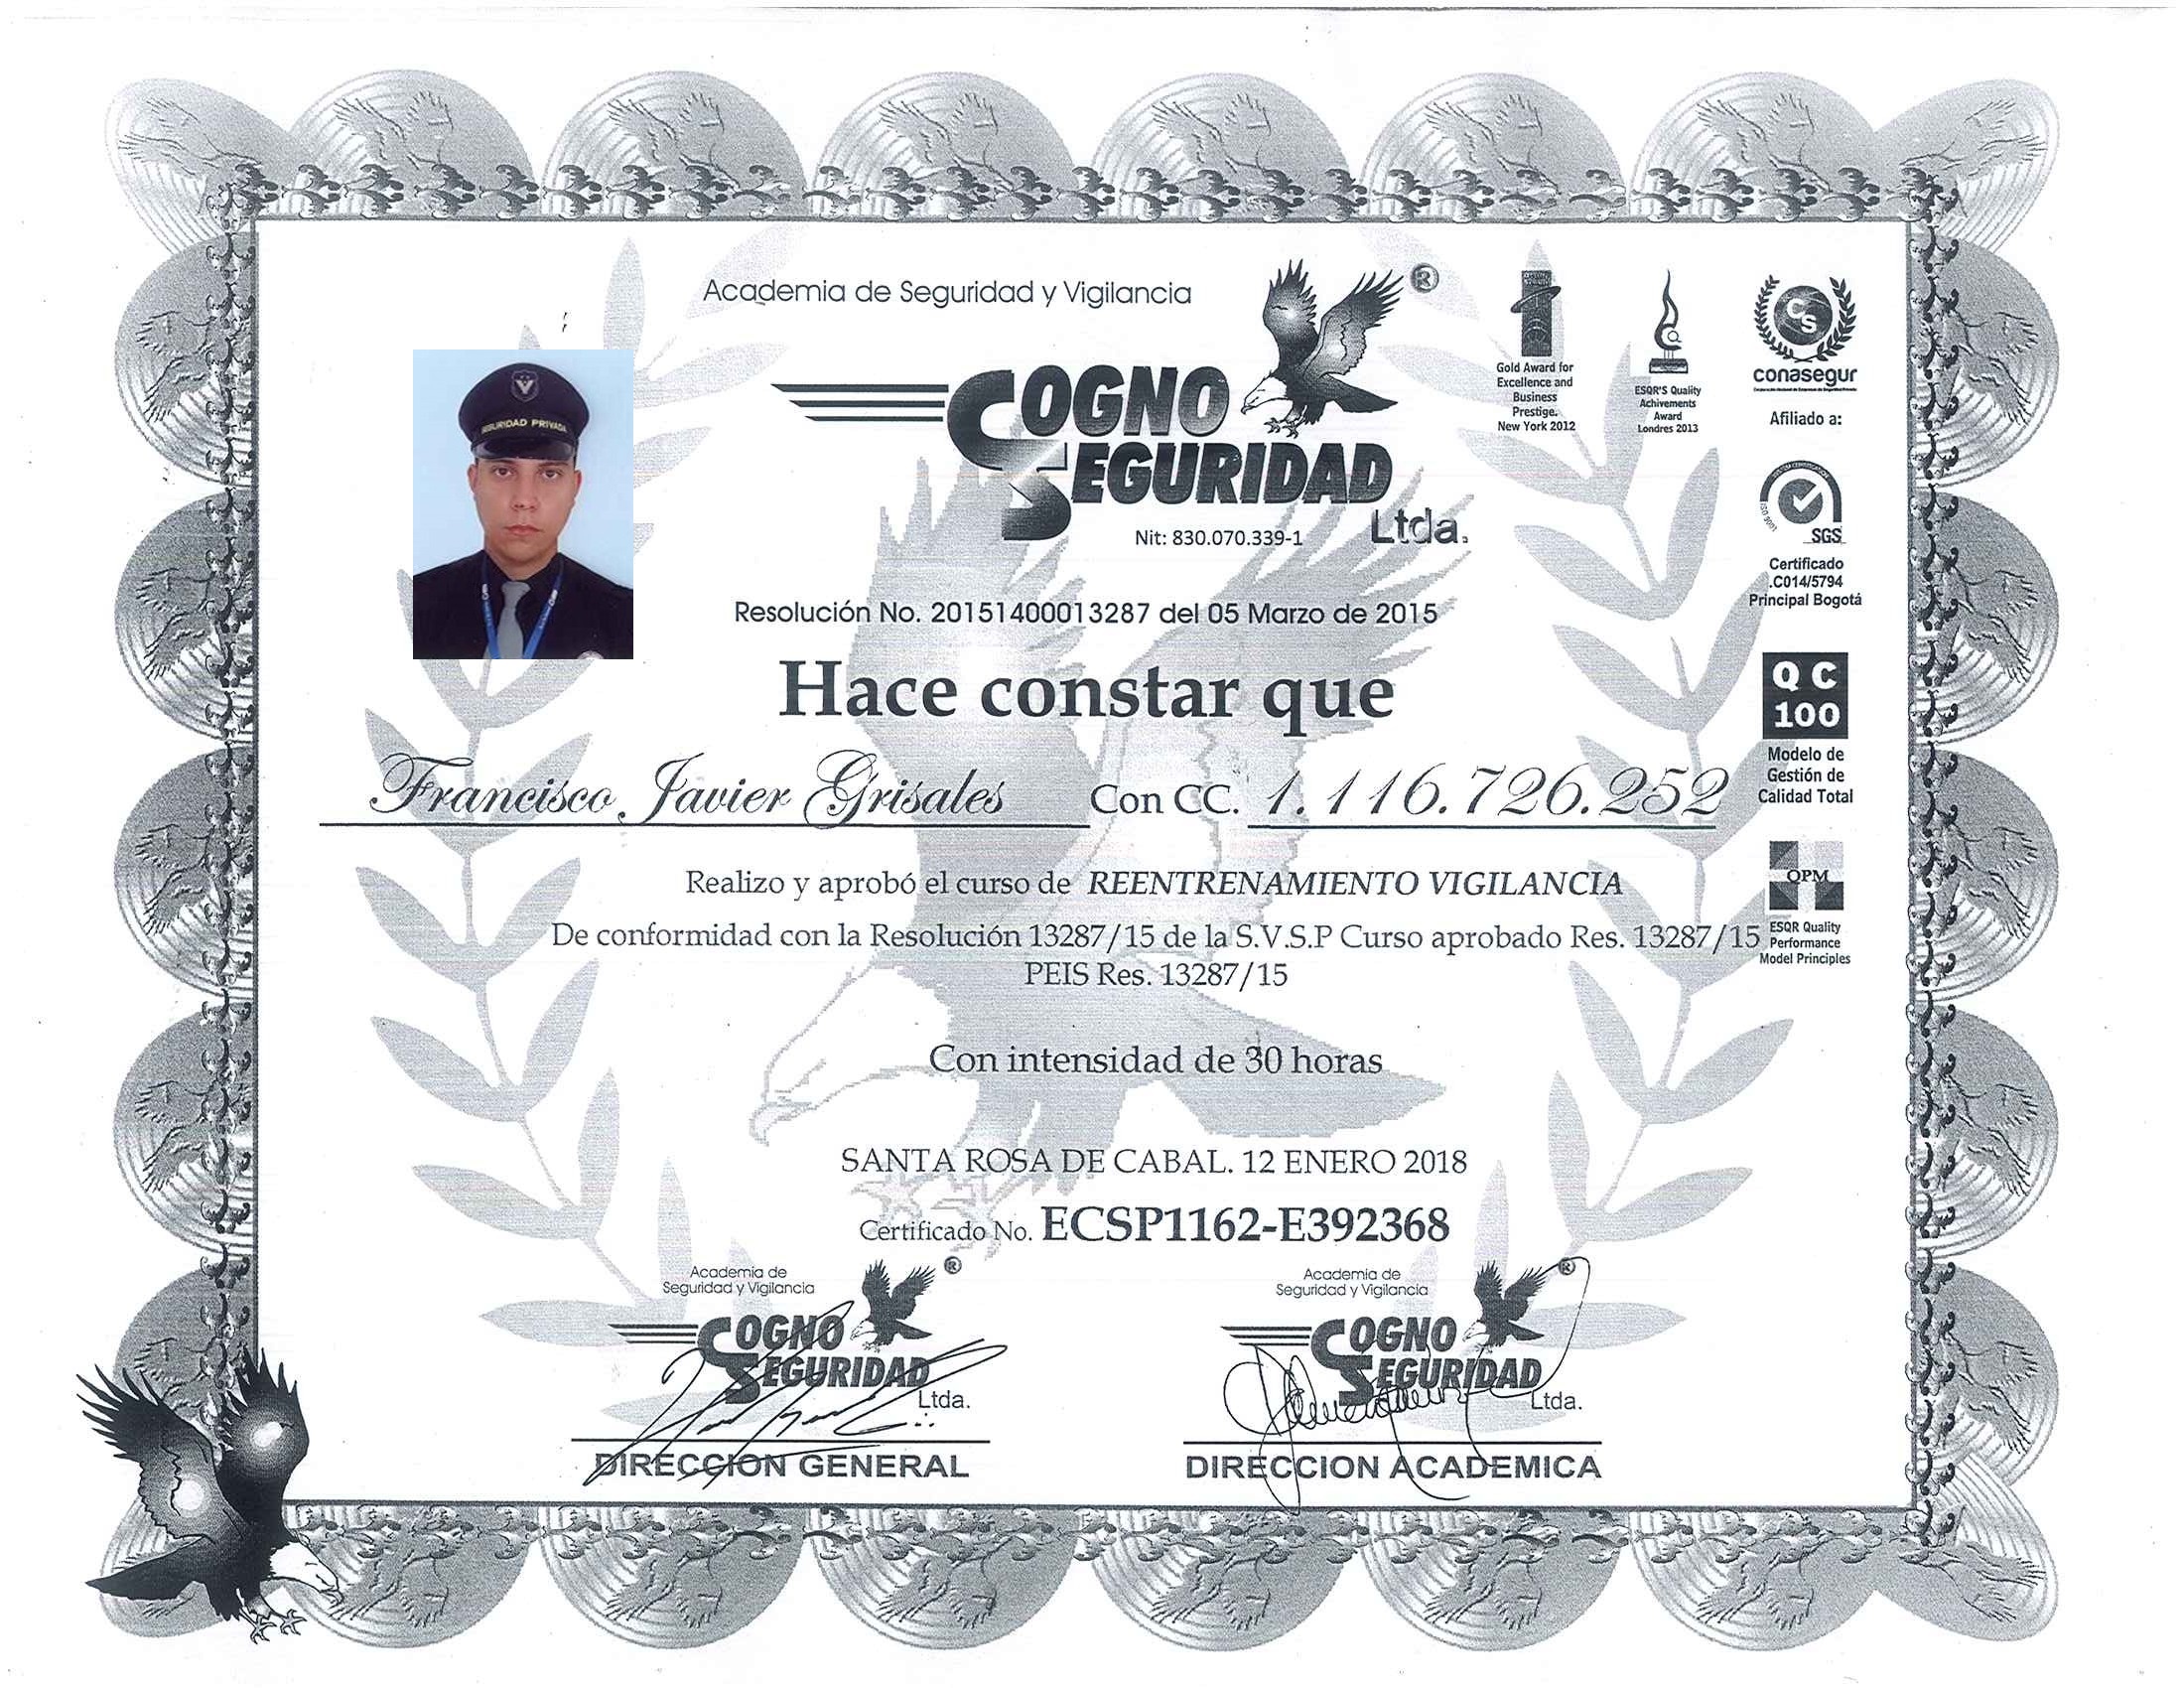 Academia de Seguridad y Vigilancia
®
COGNO
SEGURIDAD
Ltda.
Nit: 830.070.339-1
Gold Award for
Excellence and
Business
Prestige.
New York 2012
ESQR'S Quality
Achivements
Award
Londres 2013
CS
conasegur
Afiliado a:
SGS
Certificado
.C014/5794
Principal Bogotá
SEGURIDAD PRIVADA
Resolución No. 20151400013287 del 05 Marzo de 2015
Hace constar que
QC
100
Modelo de
Gestión de
Calidad Total
Francisco Javier Grisales Con CC. 1.116.726.252
Realizo y aprobó el curso de REENTRENAMIENTO VIGILANCIA
De conformidad con la Resolución 13287/15 de la S.V.S.P Curso aprobado Res. 13287/15
PEIS Res. 13287/15
QPM
ESQR Quality
Performance
Model Principles
Con intensidad de 30 horas
SANTA ROSA DE CABAL. 12 ENERO 2018
Certificado No. ECSP1162-E392368
Academia de
Seguridad y Vigilancia
®
COGNO
SEGURIDAD
Ltda.
DIRECCION GENERAL
Academia de
Seguridad y Vigilancia
®
COGNO
SEGURIDAD
Ltda.
DIRECCION ACADEMICA